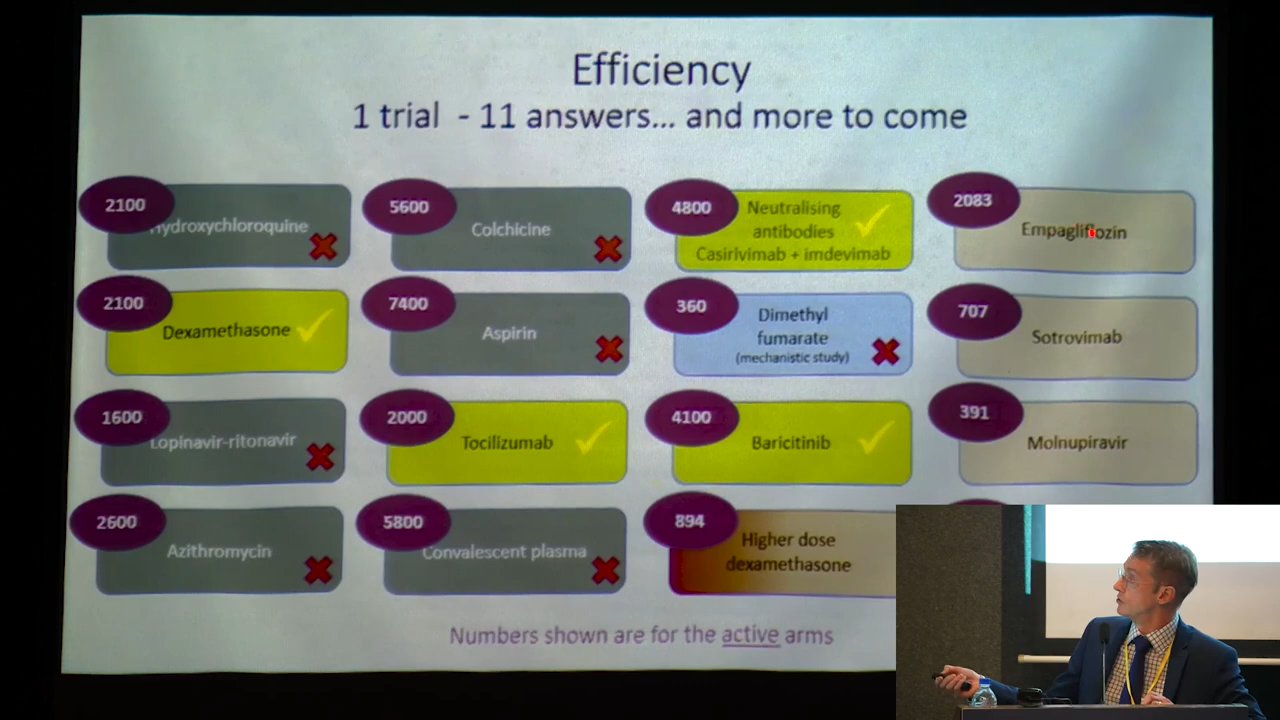 Efficiency
1 trial - 11 answers... and more to come
2100
Hydroxychloroquine
5600
Colchicine
4800
Neutralising
antibodies
Casirivimab + imdevimab
2083
Empagliflozin
2100
Dexamethasone
7400
Aspirin
360
Dimethyl
fumarate
(mechanistic study)
707
Sotrovimab
1600
Lopinavir-ritonavir
2000
Tocilizumab
4100
Baricitinib
391
Molnupiravir
2600
Azithromycin
5800
Convalescent plasma
894
Higher dose
dexamethasone
Numbers shown are for the active arms